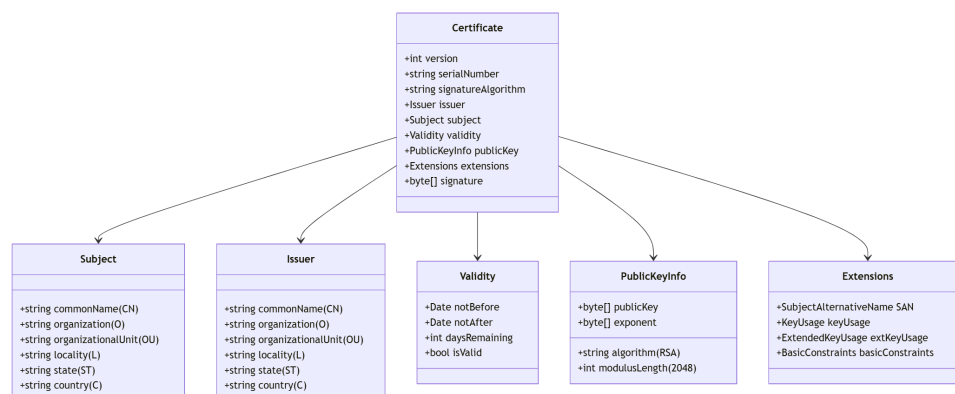 Certificate
+int version
+string serialNumber
+string signatureAlgorithm
+Issuer issuer
+Subject subject
+Validity validity
+PublicKeyInfo publicKey
+Extensions extensions
+byte[] signature
Subject
+string commonName(CN)
+string organization(O)
+string organizationalUnit(OU)
+string locality(L)
+string state(ST)
+string country(C)
Issuer
+string commonName(CN)
+string organization(O)
+string organizationalUnit(OU)
+string locality(L)
+string state(ST)
+string country(C)
Validity
+Date notBefore
+Date notAfter
+int daysRemaining
+bool isValid
PublicKeyInfo
+byte[] publicKey
+byte[] exponent
+string algorithm(RSA)
+int modulusLength(2048)
Extensions
+SubjectAlternativeName SAN
+KeyUsage keyUsage
+ExtendedKeyUsage extKeyUsage
+BasicConstraints basicConstraints